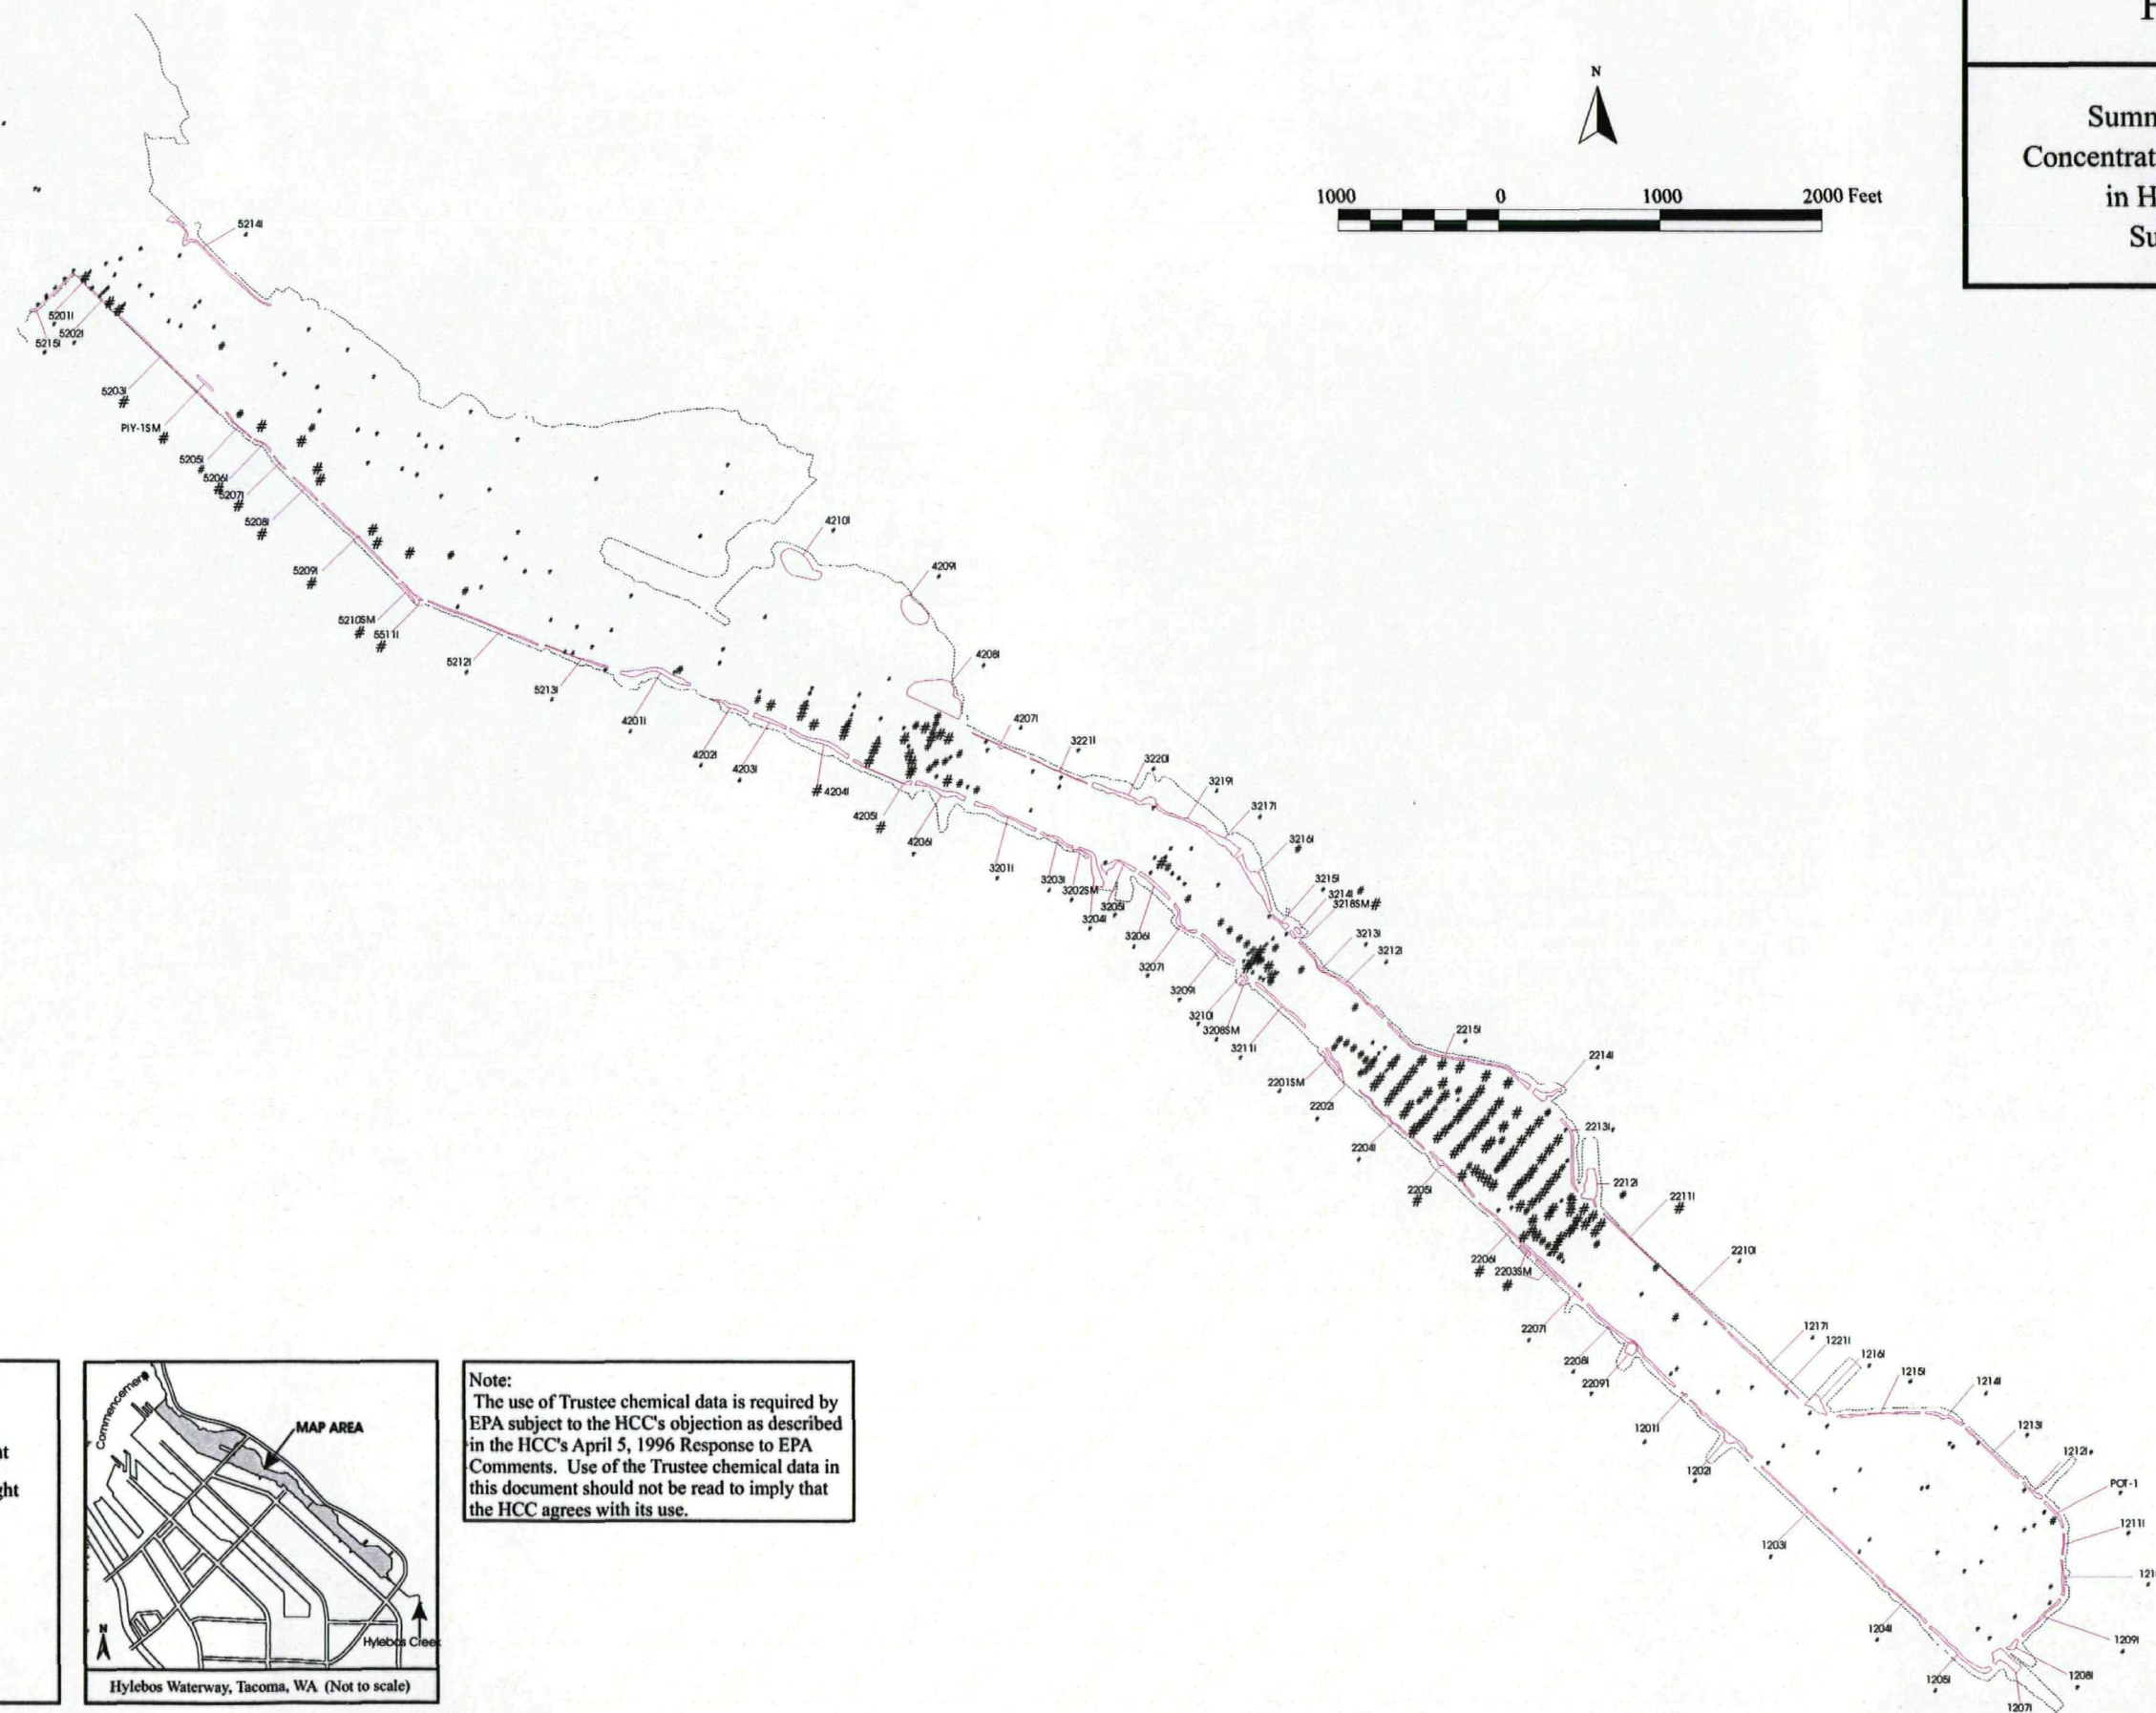 Summ
Concentrat
in H
Su
N
1000 0 1000 2000 Feet
5214I
5201I
5202I
5215I
5203I
PIY-1SM
5205I
5206I
5207I
5208I
5209I
5210SM
5511I
5212I
5213I
4210I
4209I
4208I
4201I
4202I
4203I
4204I
4205I
4206I
4207I
3221I
3220I
3219I
3217I
3216I
3215I
3214I
3218SM
3213I
3212I
3201I
3203I
3202SM
3204I
3205I
3206I
3207I
3209I
3210I
3208SM
3211I
2215I
2214I
2213I
2212I
2211I
2210I
2201SM
2202I
2204I
2205I
2206I
2203SM
2207I
2208I
2209I
1217I
1221I
1216I
1215I
1214I
1213I
1212I
POT-1
1211I
121
1209I
1208I
1207I
1201I
1202I
1203I
1204I
1205I
ht
Commencement
MAP AREA
N
Hylebos Creek
Hylebos Waterway, Tacoma, WA (Not to scale)
Note:
The use of Trustee chemical data is required by
EPA subject to the HCC's objection as described
in the HCC's April 5, 1996 Response to EPA
Comments. Use of the Trustee chemical data in
this document should not be read to imply that
the HCC agrees with its use.